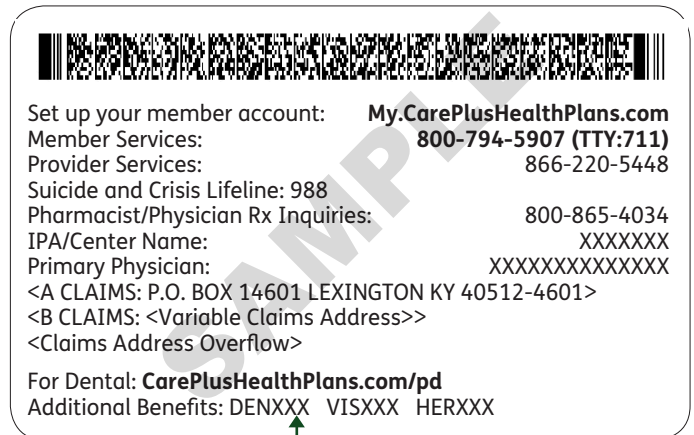 Set up your member account: My.CarePlusHealthPlans.com
Member Services: 800-794-5907 (TTY:711)
Provider Services: 866-220-5448
Suicide and Crisis Lifeline: 988
Pharmacist/Physician Rx Inquiries: 800-865-4034
IPA/Center Name: XXXXXXX
Primary Physician: XXXXXXXXXXXXXX
<A CLAIMS: P.O. BOX 14601 LEXINGTON KY 40512-4601>
<B CLAIMS: <Variable Claims Address>>
<Claims Address Overflow>
For Dental: CarePlusHealthPlans.com/pd
Additional Benefits: DENXXX VISXXX HERXXX
SAMPLE